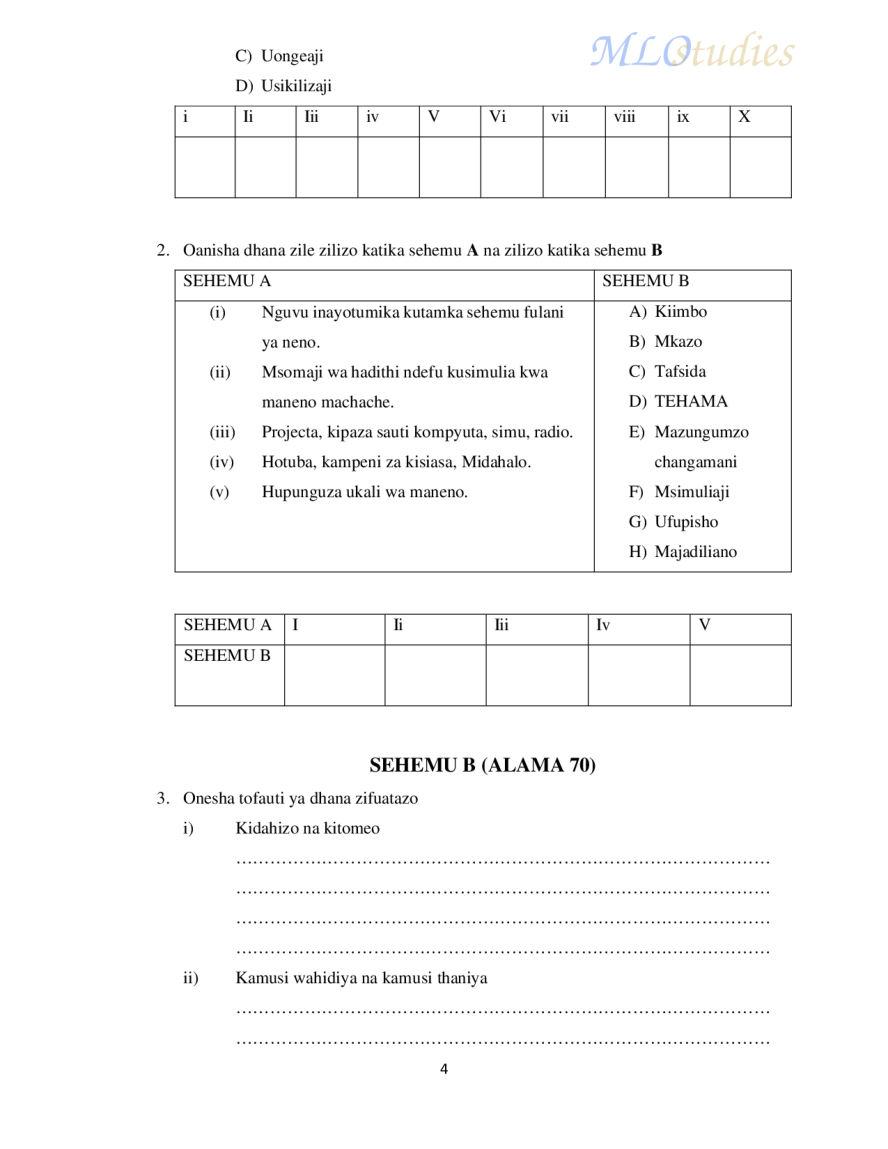 MLOstudies
C) Uongeaji
D) Usikilizaji
i Ii Iii iv V Vi vii viii ix X
2. Oanisha dhana zile zilizo katika sehemu A na zilizo katika sehemu B
SEHEMU A SEHEMU B
(i) Nguvu inayotumika kutamka sehemu fulani
ya neno.
(ii) Msomaji wa hadithi ndefu kusimulia kwa
maneno machache.
(iii) Projecta, kipaza sauti kompyuta, simu, radio.
(iv) Hotuba, kampeni za kisiasa, Midahalo.
(v) Hupunguza ukali wa maneno.
A) Kiimbo
B) Mkazo
C) Tafsida
D) TEHAMA
E) Mazungumzo
changamani
F) Msimuliaji
G) Ufupisho
H) Majadiliano
SEHEMU A I Ii Iii Iv V
SEHEMU B
SEHEMU B (ALAMA 70)
3. Onesha tofauti ya dhana zifuatazo
i) Kidahizo na kitomeo
……………………………………………………………………………………
……………………………………………………………………………………
……………………………………………………………………………………
……………………………………………………………………………………
ii) Kamusi wahidiya na kamusi thaniya
……………………………………………………………………………………
……………………………………………………………………………………
4